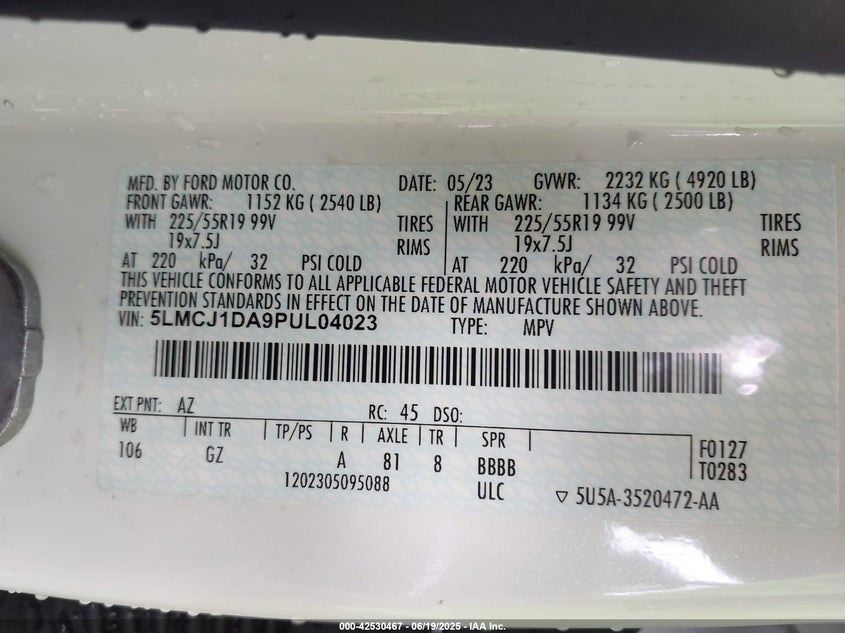 MFD. BY FORD MOTOR CO. DATE: 05/23 GVWR: 2232 KG ( 4920 LB)
FRONT GAWR: 1152 KG ( 2540 LB) REAR GAWR: 1134 KG ( 2500 LB)
WITH 225/55R19 99V TIRES WITH 225/55R19 99V TIRES
19x7.5J RIMS 19x7.5J RIMS
AT 220 kPa/ 32 PSI COLD AT 220 kPa/ 32 PSI COLD
THIS VEHICLE CONFORMS TO ALL APPLICABLE FEDERAL MOTOR VEHICLE SAFETY AND THEFT
PREVENTION STANDARDS IN EFFECT ON THE DATE OF MANUFACTURE SHOWN ABOVE.
VIN: 5LMCJ1DA9PUL04023 TYPE: MPV
EXT PNT: AZ RC: 45 DSO:
WB INT TR TP/PS R AXLE TR SPR
106 GZ A 81 8 BBBB
F0127
T0283
1202305095088 ULC ▽ 5U5A-3520472-AA
000-42530467 - 06/19/2025 - IAA Inc.